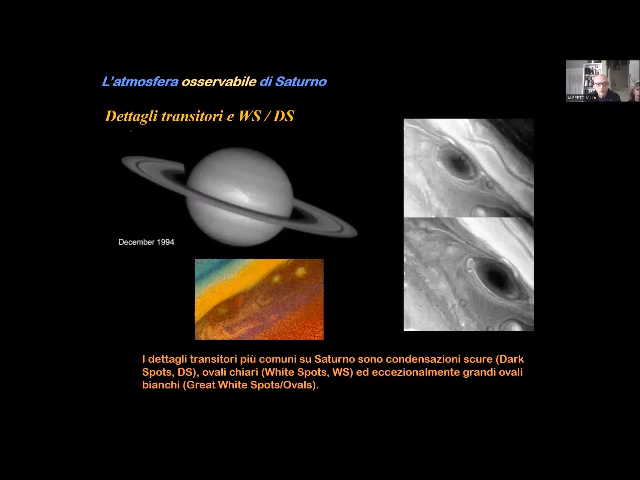 L'atmosfera osservabile di Saturno
Dettagli transitori e WS / DS
December 1994
I dettagli transitori più comuni su Saturno sono condensazioni scure (Dark
Spots, DS), ovali chiari (White Spots, WS) ed eccezionalmente grandi ovali
bianchi (Great White Spots/Ovals).